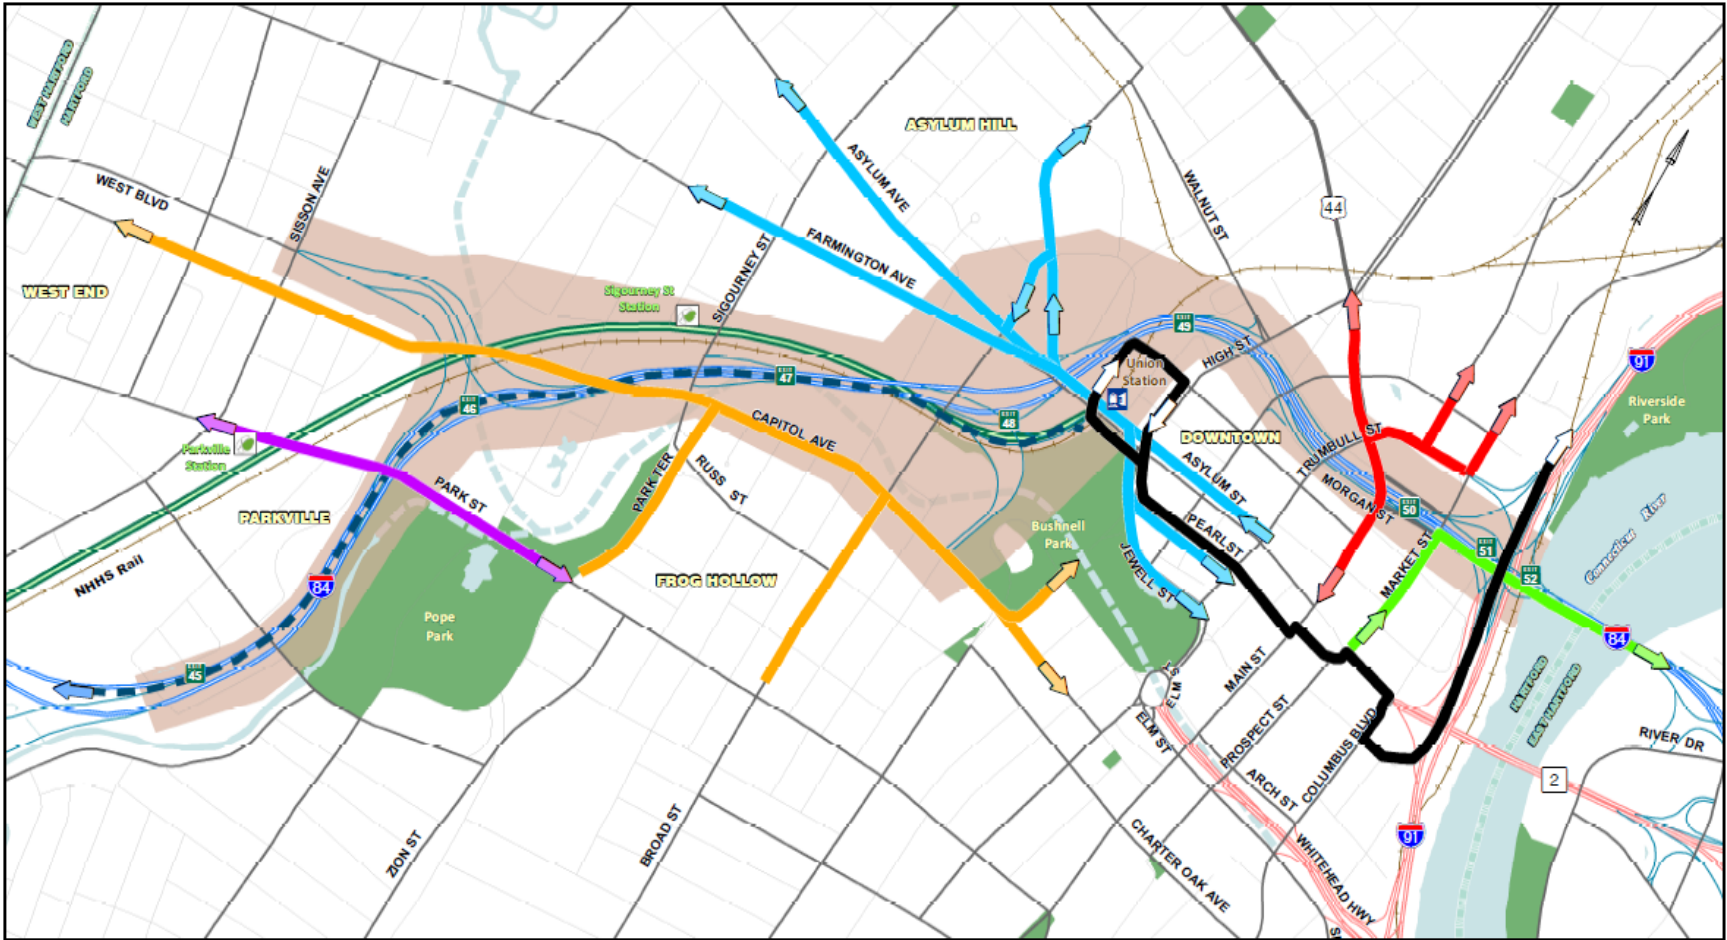 WEST HARTFORD
HARTFORD
ASYLUM HILL
WEST BLVD
SISSON AVE
ASYLUM AVE
WALNUT ST
44
FARMINGTON AVE
SIGOURNEY ST
WEST END
Sigourney St
Station
EXIT
49
HIGH ST
Union
Station
91
EXIT
47
EXIT
46
EXIT
48
Riverside
Park
CAPITOL AVE
DOWNTOWN
TRUMBULL ST
Parkville
Station
PARK ST
PARK TER
RUSS ST
ASYLUM ST
MORGAN ST
EXIT
50
PARKVILLE
Bushnell
Park
PEARL ST
MARKET ST
EXIT
51
EXIT
52
Connecticut River
NHHS Rail
84
FROG HOLLOW
JEWELL ST
Pope
Park
84
EXIT
45
ELM ST
MAIN ST
HARTFORD
EAST HARTFORD
ELM ST
PROSPECT ST
COLUMBUS BLVD
RIVER DR
ARCH ST
2
ZION ST
BROAD ST
CHARTER OAK AVE
WHITEHEAD HWY
91